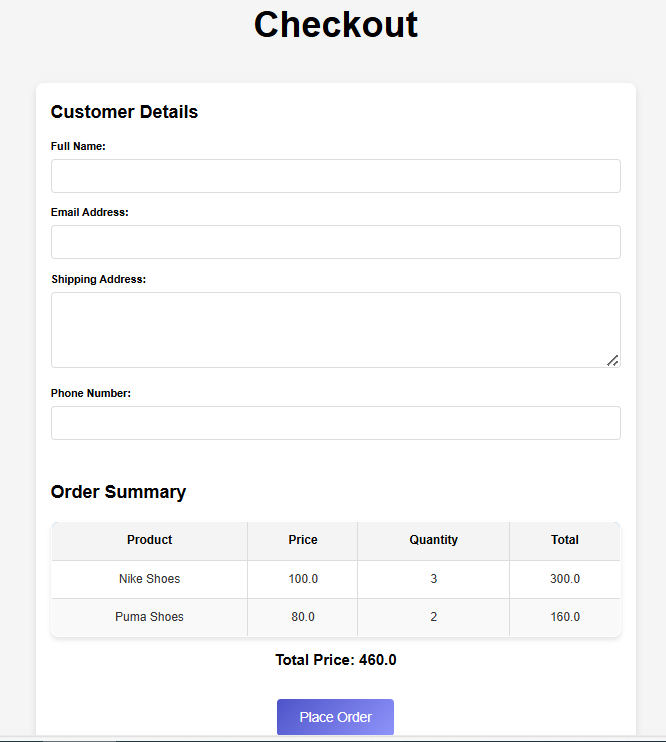 Checkout
Customer Details
Full Name:
Email Address:
Shipping Address:
Phone Number:
Order Summary
Product Price Quantity Total
Nike Shoes 100.0 3 300.0
Puma Shoes 80.0 2 160.0
Total Price: 460.0
Place Order